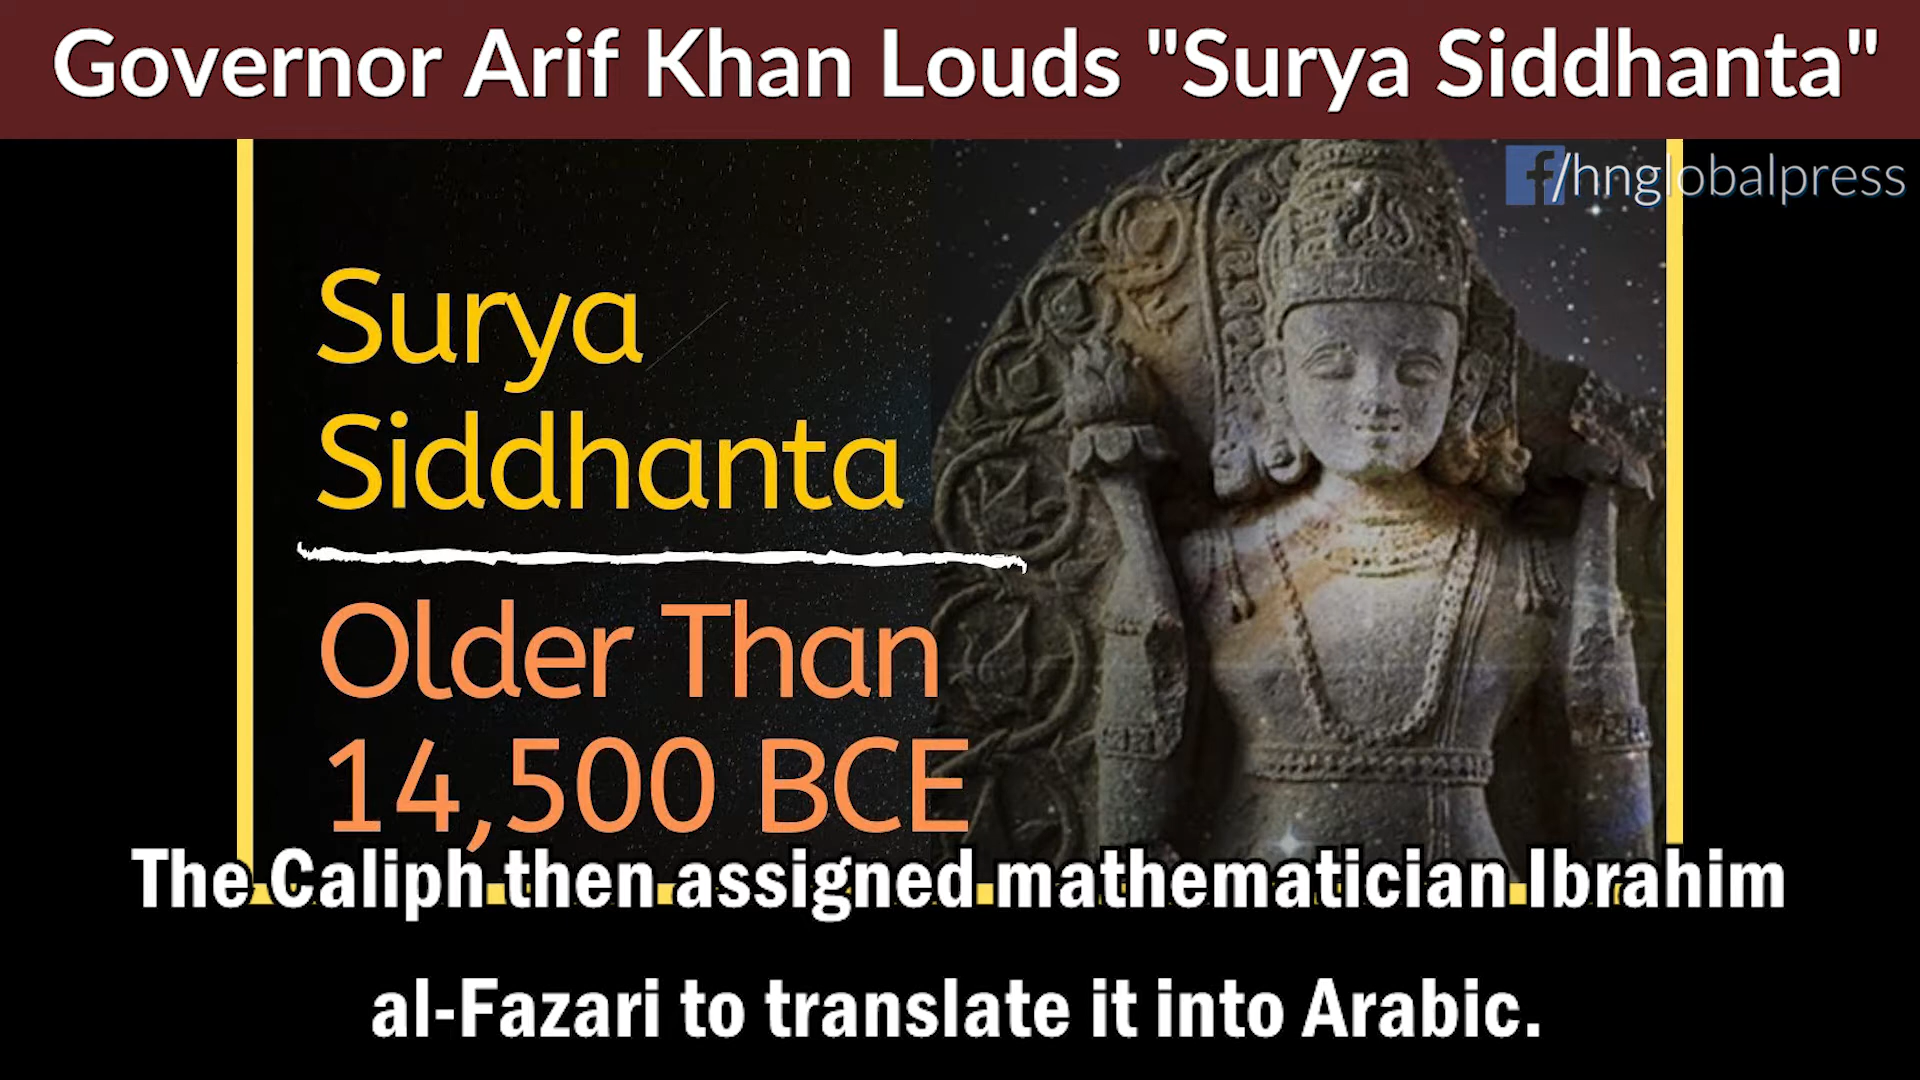 Governor Arif Khan Louds "Surya Siddhanta"
f/hnglobalpress
Surya
Siddhanta
Older Than
14,500 BCE
The Caliph then assigned mathematician Ibrahim
al-Fazari to translate it into Arabic.